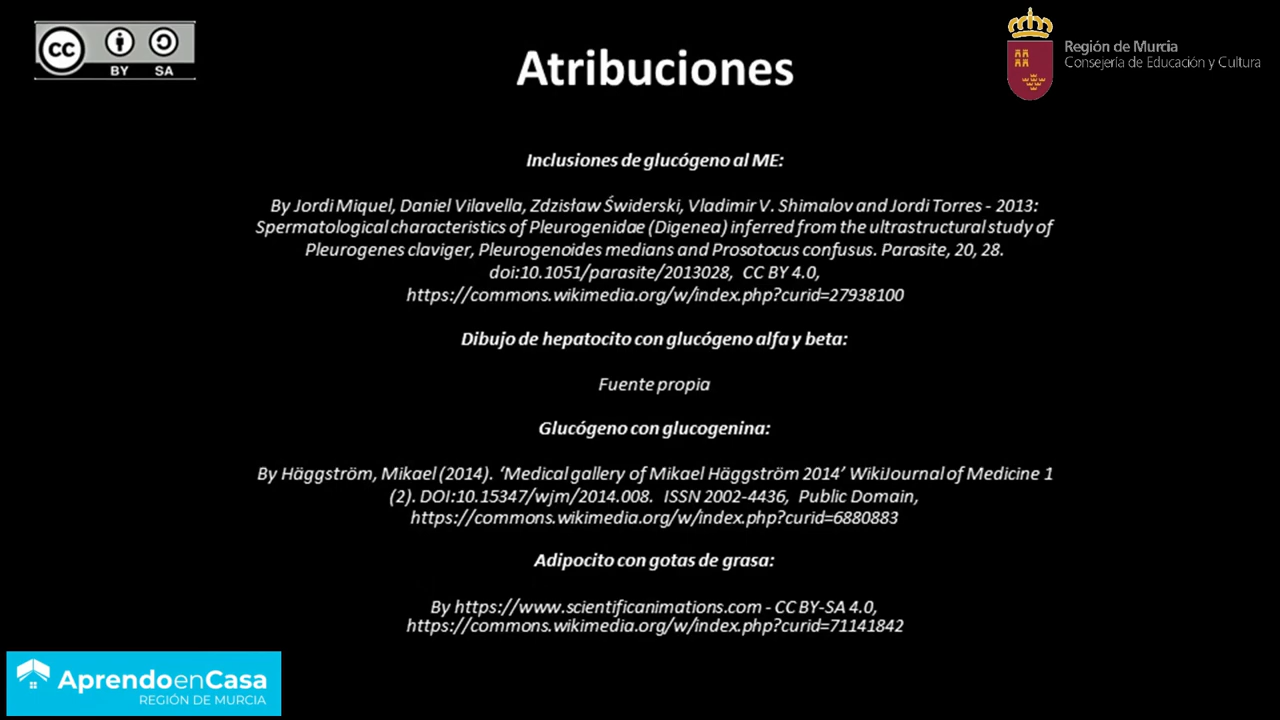 cc
BY SA
Atribuciones
Región de Murcia
Consejería de Educación y Cultura
Inclusiones de glucógeno al ME:
By Jordi Miquel, Daniel Vilavella, Zdzisław Świderski, Vladimir V. Shimalov and Jordi Torres - 2013:
Spermatological characteristics of Pleurogenidae (Digenea) inferred from the ultrastructural study of
Pleurogenes claviger, Pleurogenoides medians and Prosotocus confusus. Parasite, 20, 28.
doi:10.1051/parasite/2013028, CC BY 4.0,
https://commons.wikimedia.org/w/index.php?curid=27938100
Dibujo de hepatocito con glucógeno alfa y beta:
Fuente propia
Glucógeno con glucogenina:
By Häggström, Mikael (2014). ‘Medical gallery of Mikael Häggström 2014’ WikiJournal of Medicine 1
(2). DOI:10.15347/wjm/2014.008. ISSN 2002-4436, Public Domain,
https://commons.wikimedia.org/w/index.php?curid=6880883
Adipocito con gotas de grasa:
By https://www.scientificanimations.com - CC BY-SA 4.0,
https://commons.wikimedia.org/w/index.php?curid=71141842
AprendoenCasa
REGIÓN DE MURCIA